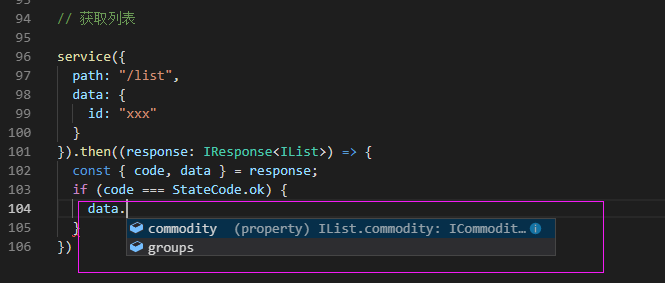 93
94 // 获取列表
95
96 service({
97 path: "/list",
98 data: {
99 id: "xxx"
100 }
101 }).then((response: IResponse<IList>) => {
102 const { code, data } = response;
103 if (code === StateCode.ok) {
104 data.
commodity (property) IList.commodity: ICommodit...
105 }
groups
106 })